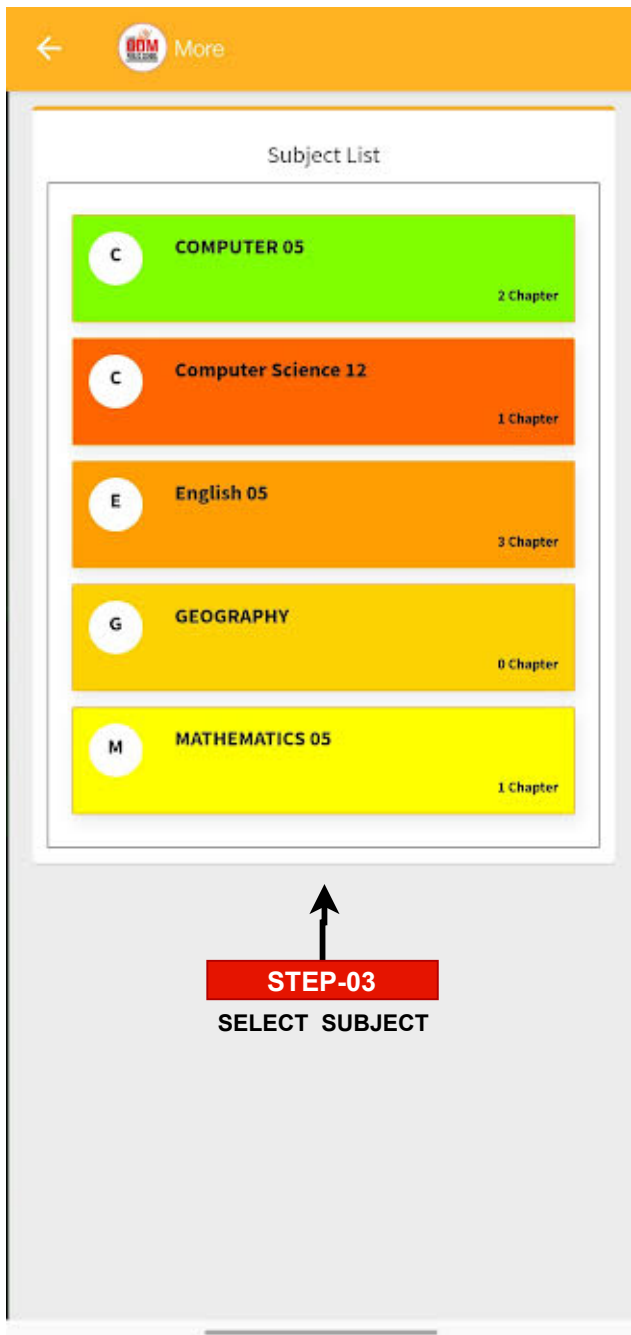 More
Subject List
C
COMPUTER 05
2 Chapter
C
Computer Science 12
1 Chapter
E
English 05
3 Chapter
G
GEOGRAPHY
0 Chapter
M
MATHEMATICS 05
1 Chapter
STEP-03
SELECT SUBJECT